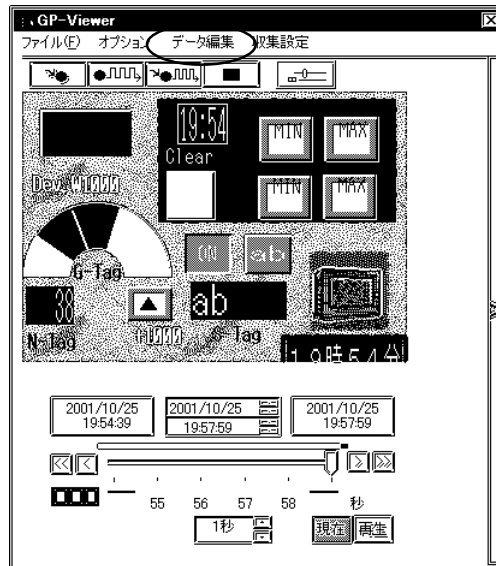 GP-Viewer
ファイル(F) オプション データ編集 収集設定
19:54
Clear
MIN MAX
MIN MAX
Dev/W1000
G-Tag
ON ab
38
ab
N-Tag +1000 Tag
19時54分
2001/10/25 19:54:39
2001/10/25 19:57:59
2001/10/25 19:57:59
55 56 57 58 秒
1秒 現在 再生